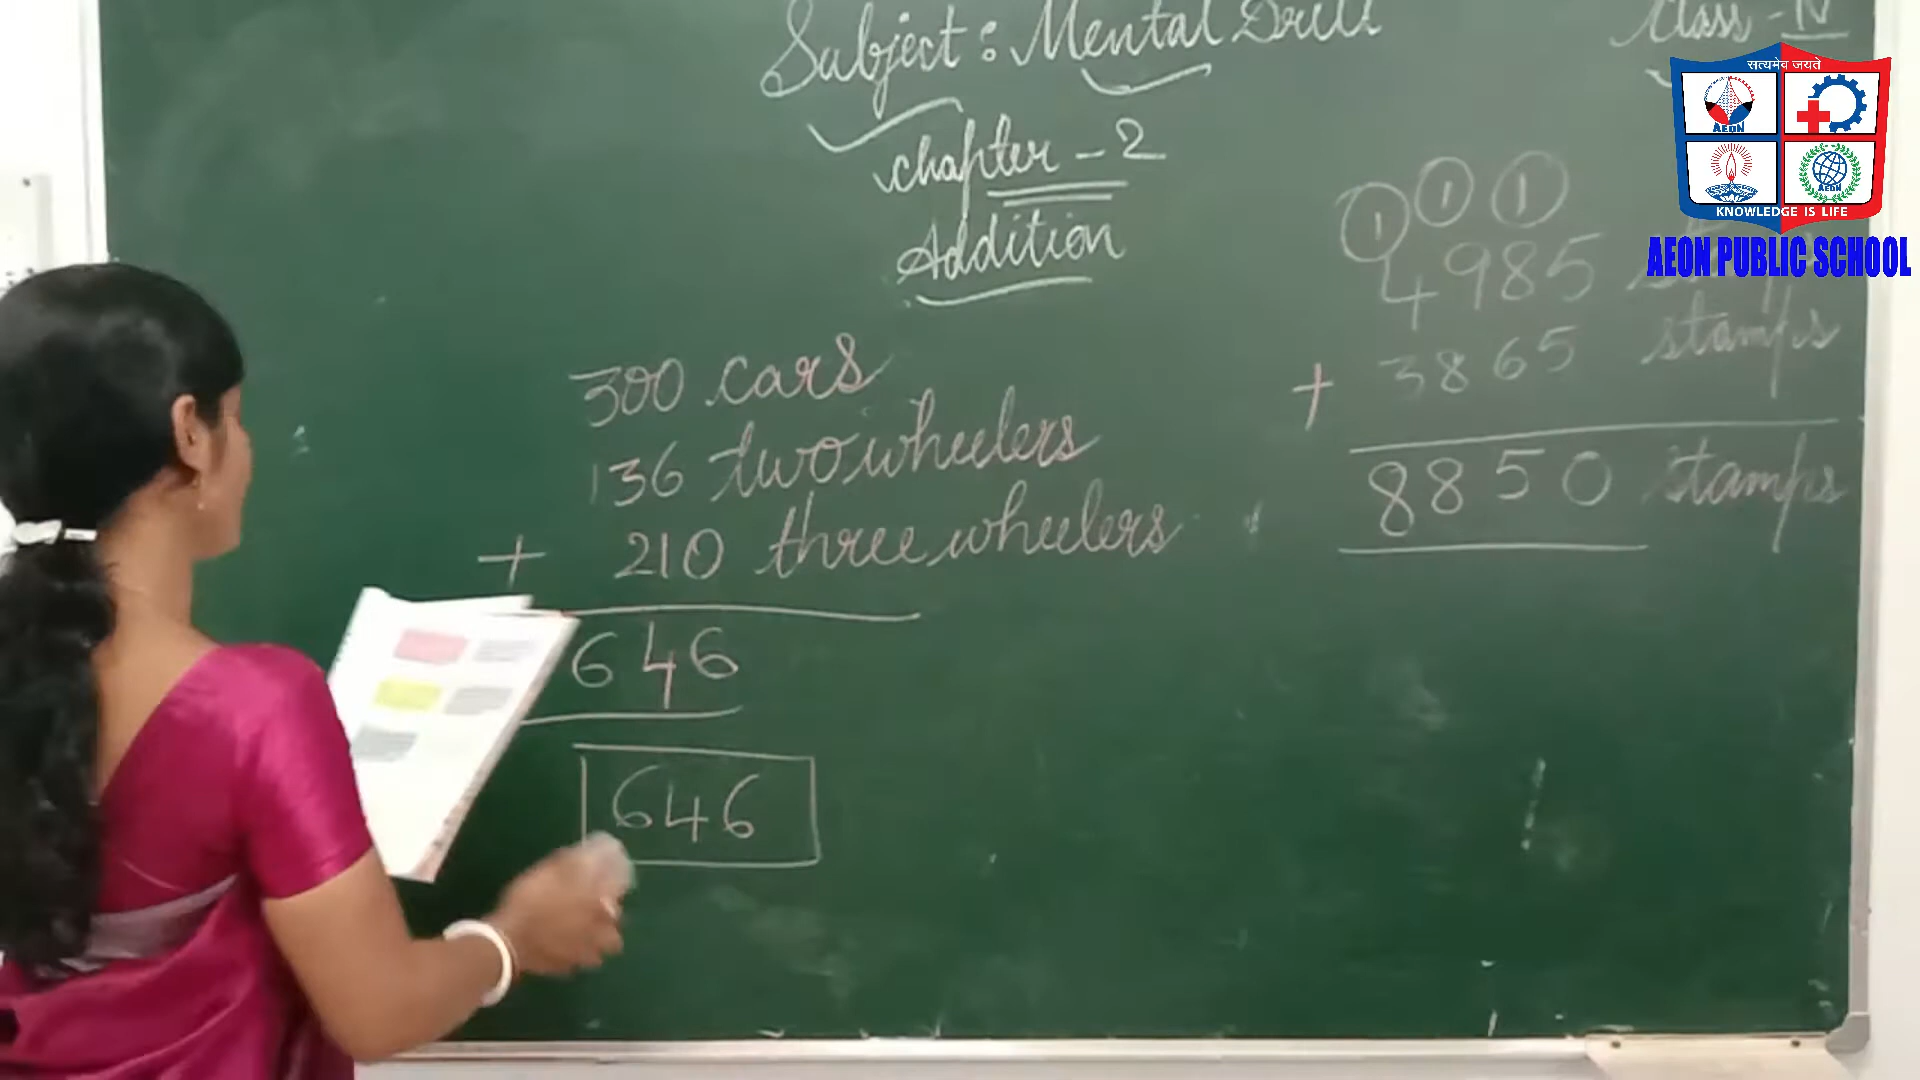 Subject: Mental Drill
Class - IV
Chapter - 2
Addition
300 cars
136 two wheelers
+ 210 three wheelers
646
646
1 1 1
4985
+ 3865 stamps
8850 stamps
सत्यमेव जयते
AEON
AEON
KNOWLEDGE IS LIFE
AEON PUBLIC SCHOOL